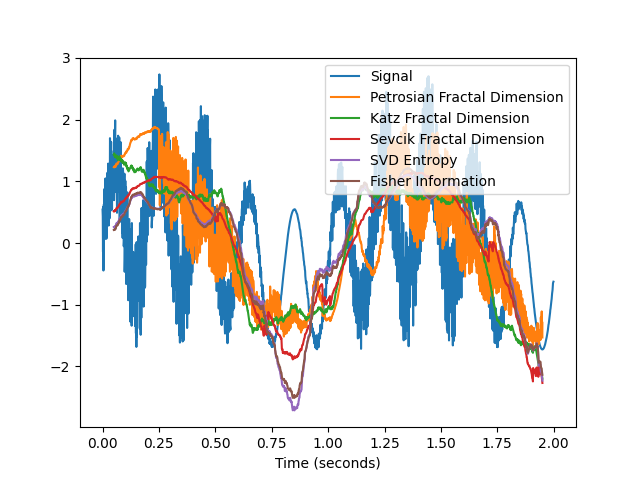 3
2
1
0
−1
−2
Signal
Petrosian Fractal Dimension
Katz Fractal Dimension
Sevcik Fractal Dimension
SVD Entropy
Fisher Information
0.00 0.25 0.50 0.75 1.00 1.25 1.50 1.75 2.00
Time (seconds)